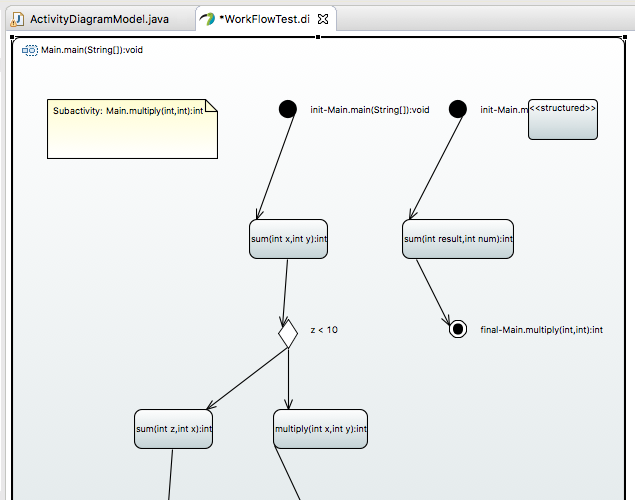 ActivityDiagramModel.java
*WorkFlowTest.di
Main.main(String[]):void
Subactivity: Main.multiply(int,int):int
init-Main.main(String[]):void
init-Main.m
<<structured>>
sum(int x,int y):int
sum(int result,int num):int
z < 10
final-Main.multiply(int,int):int
sum(int z,int x):int
multiply(int x,int y):int